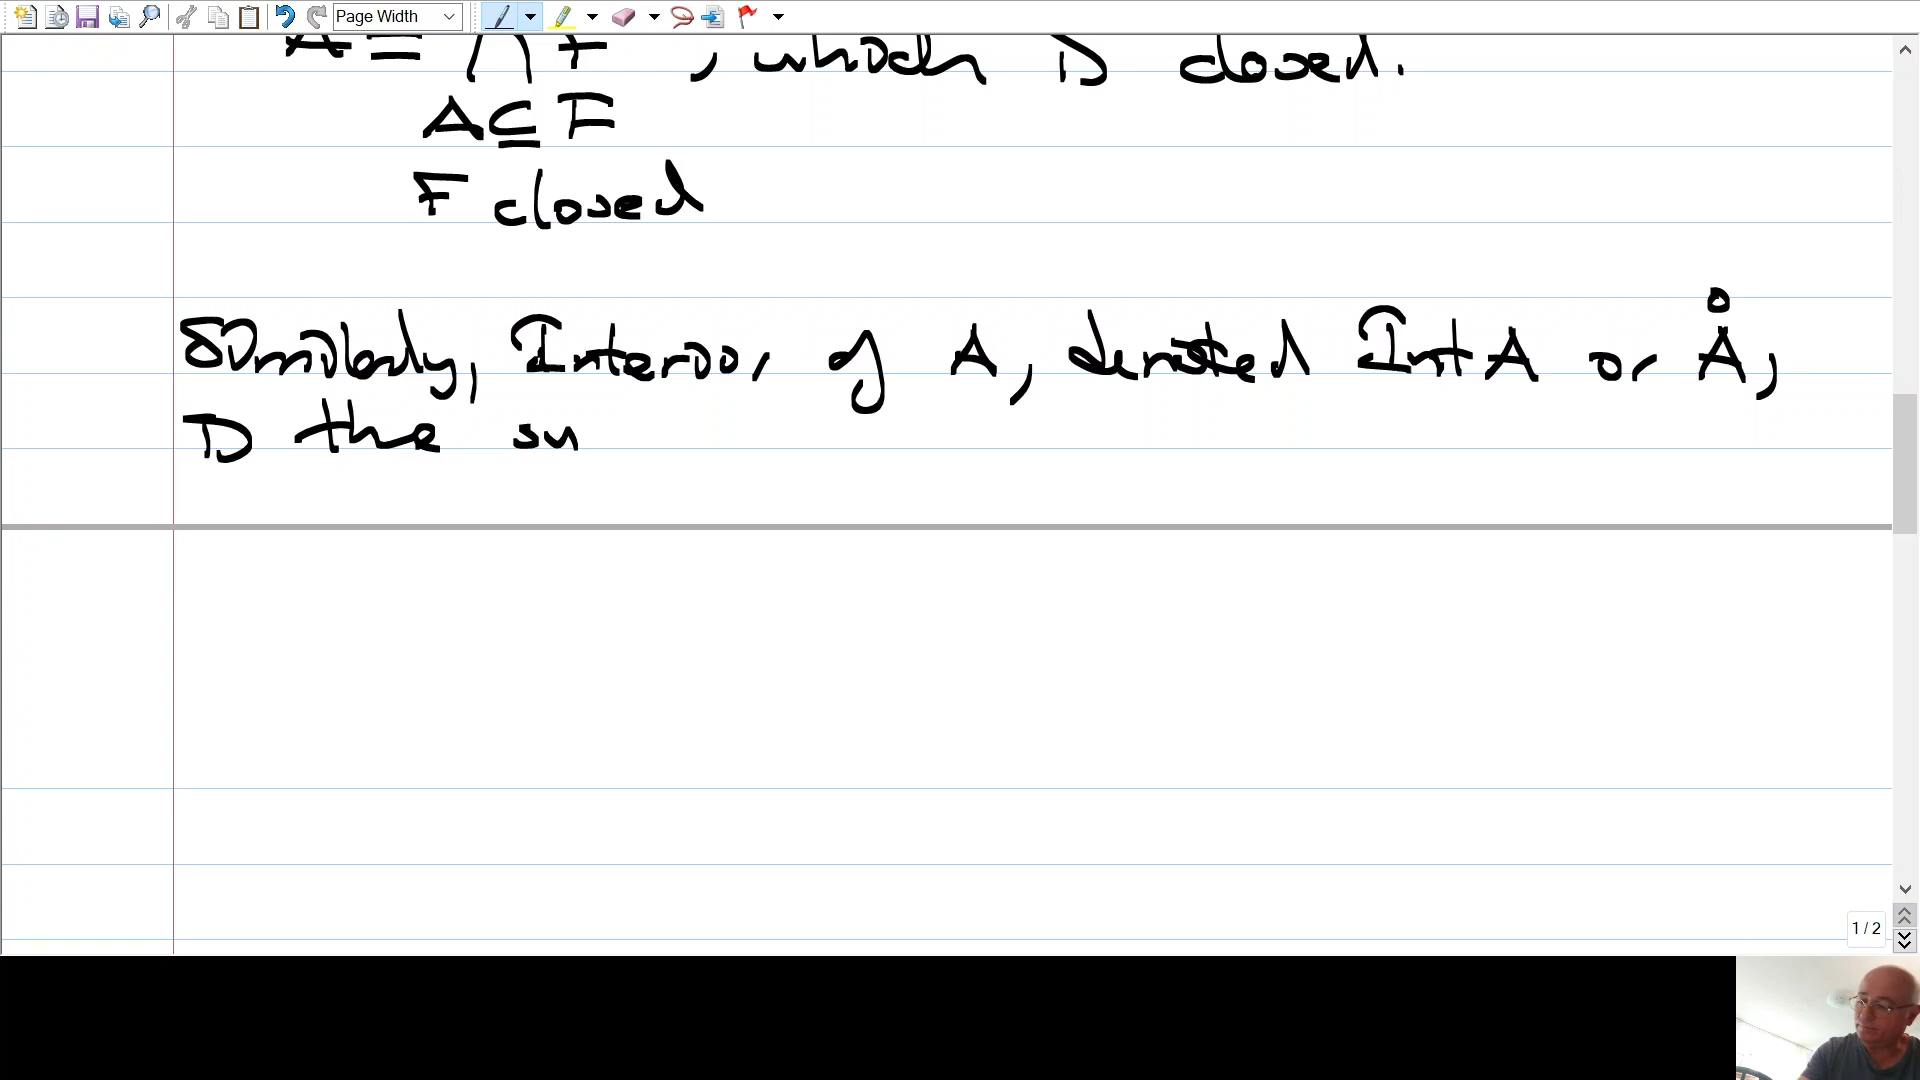 Page Width
A = ∩ F , which is closed.
A ⊆ F
F closed
Similarly, Interior of A, denoted Int A or Å,
is the su
1 / 2